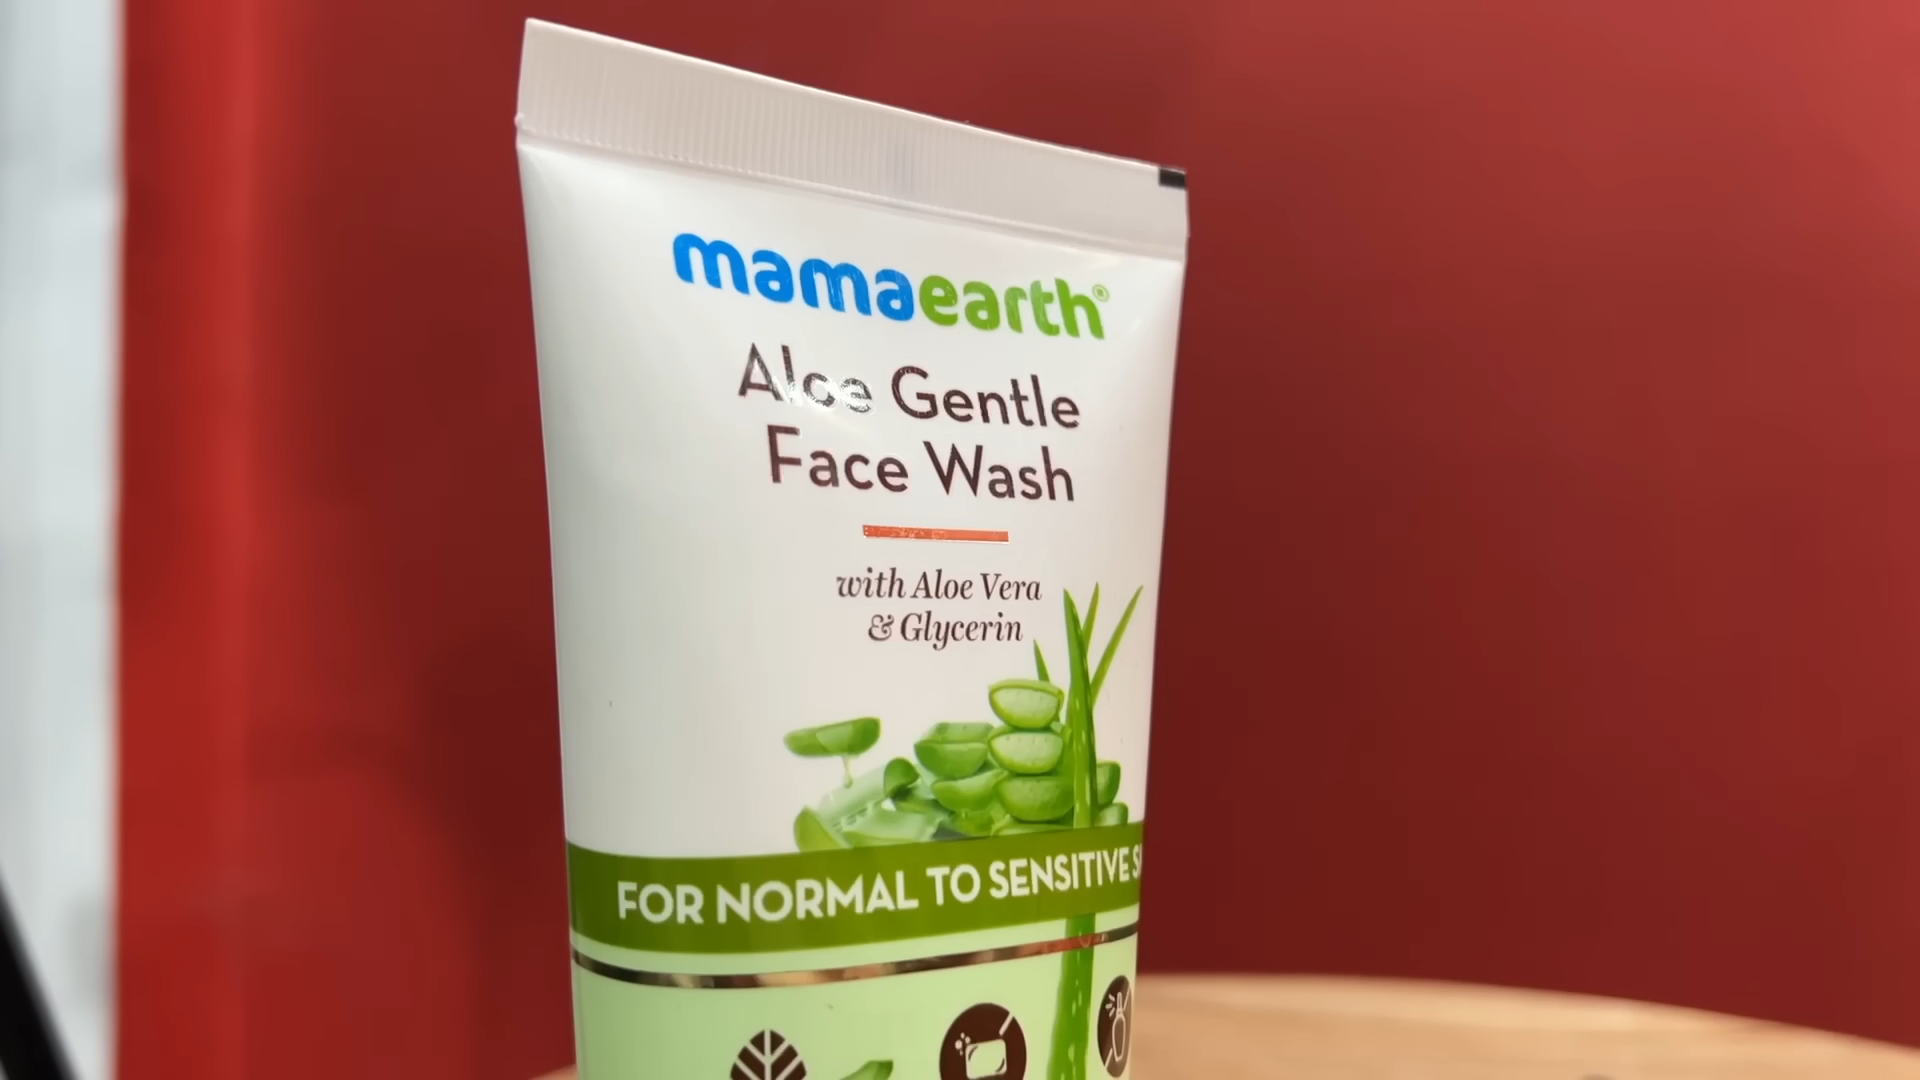 mamaearth®
Aloe Gentle
Face Wash
with Aloe Vera
& Glycerin
FOR NORMAL TO SENSITIVE